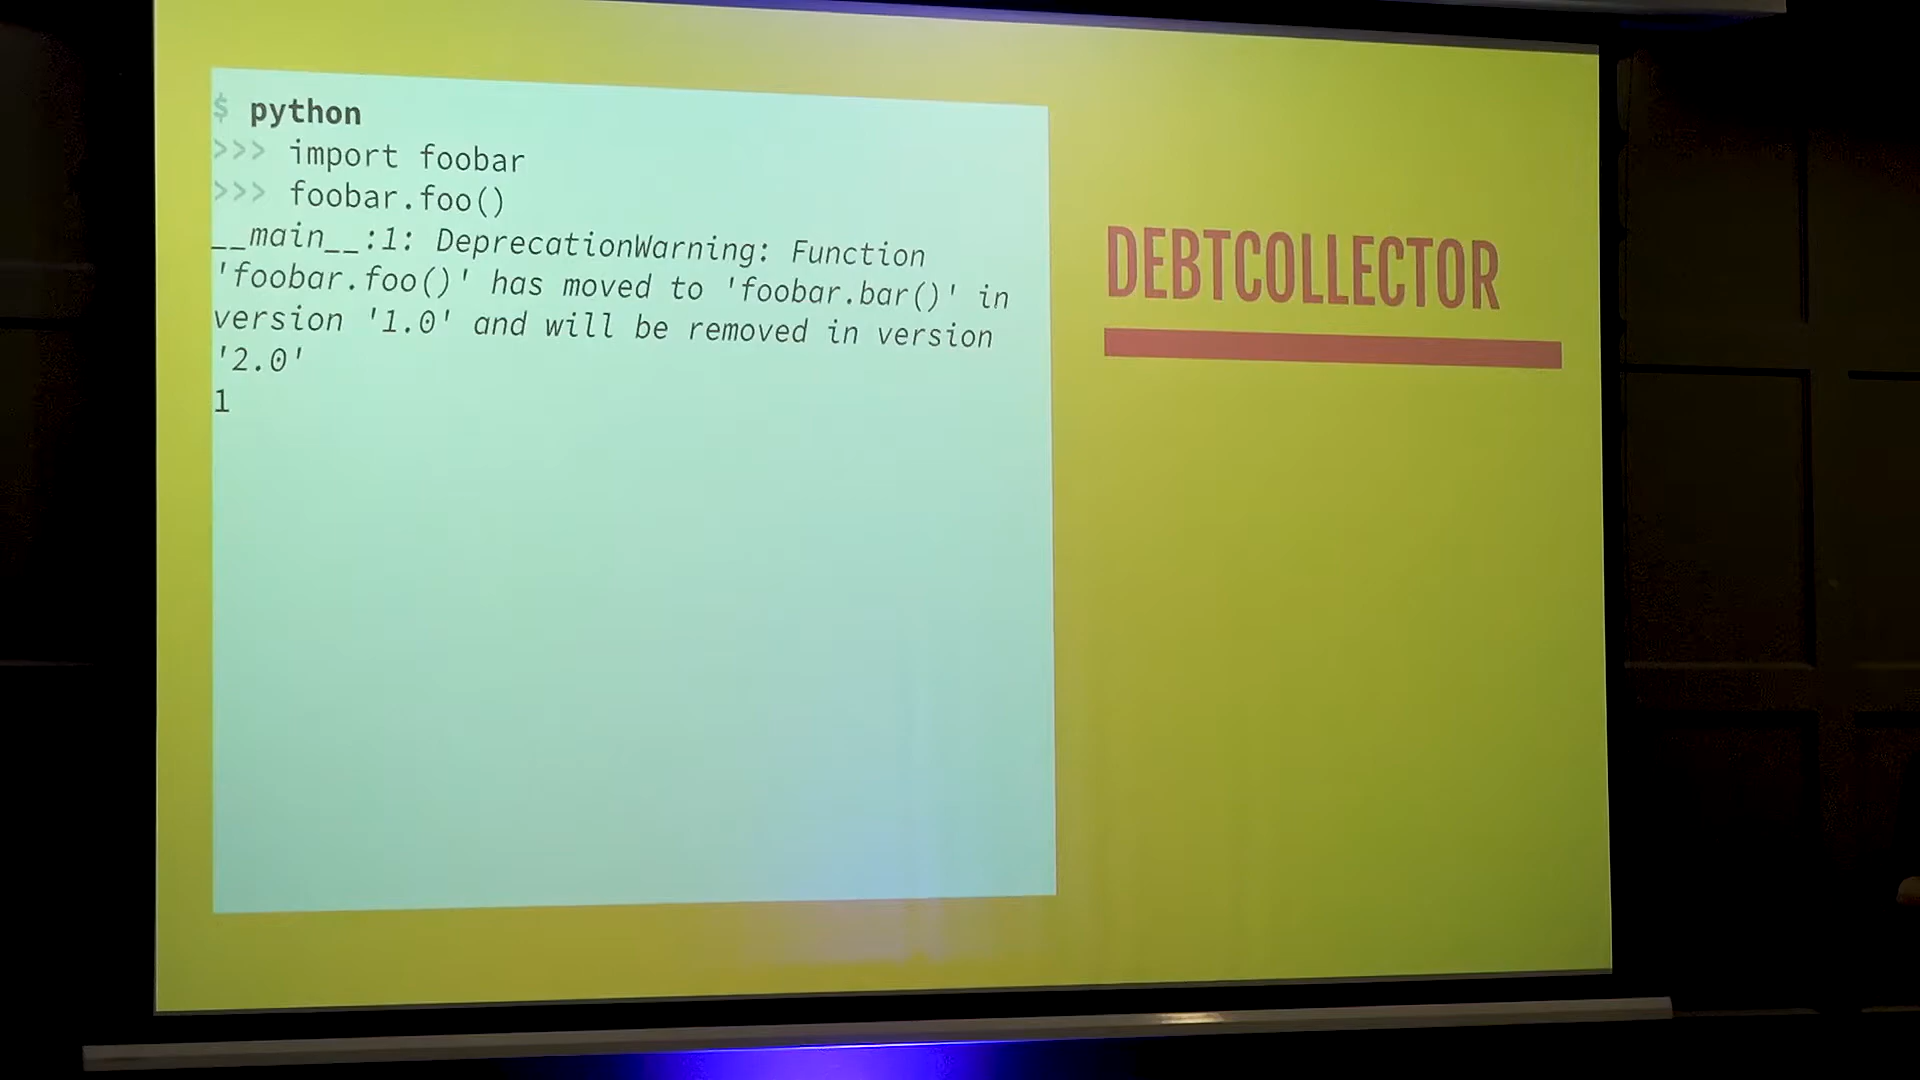 $ python
>>> import foobar
>>> foobar.foo()
__main__:1: DeprecationWarning: Function
'foobar.foo()' has moved to 'foobar.bar()' in
version '1.0' and will be removed in version
'2.0'
1
DEBTCOLLECTOR